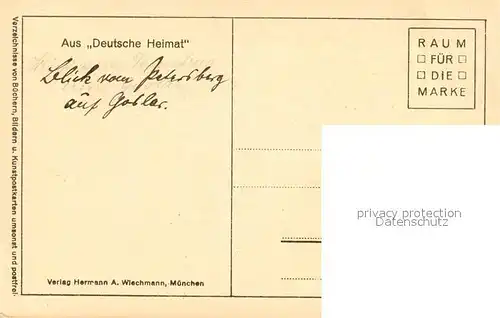 Aus „Deutsche Heimat"
Blick vom Petersberg
auf Goslar.
RAUM
FÜR
DIE
MARKE
privacy protection
Datenschutz
Verlag Hermann A. Wiechmann, München
Verzeichnisse von Büchern, Bildern u. Kunstpostkarten umsonst und postfrei.